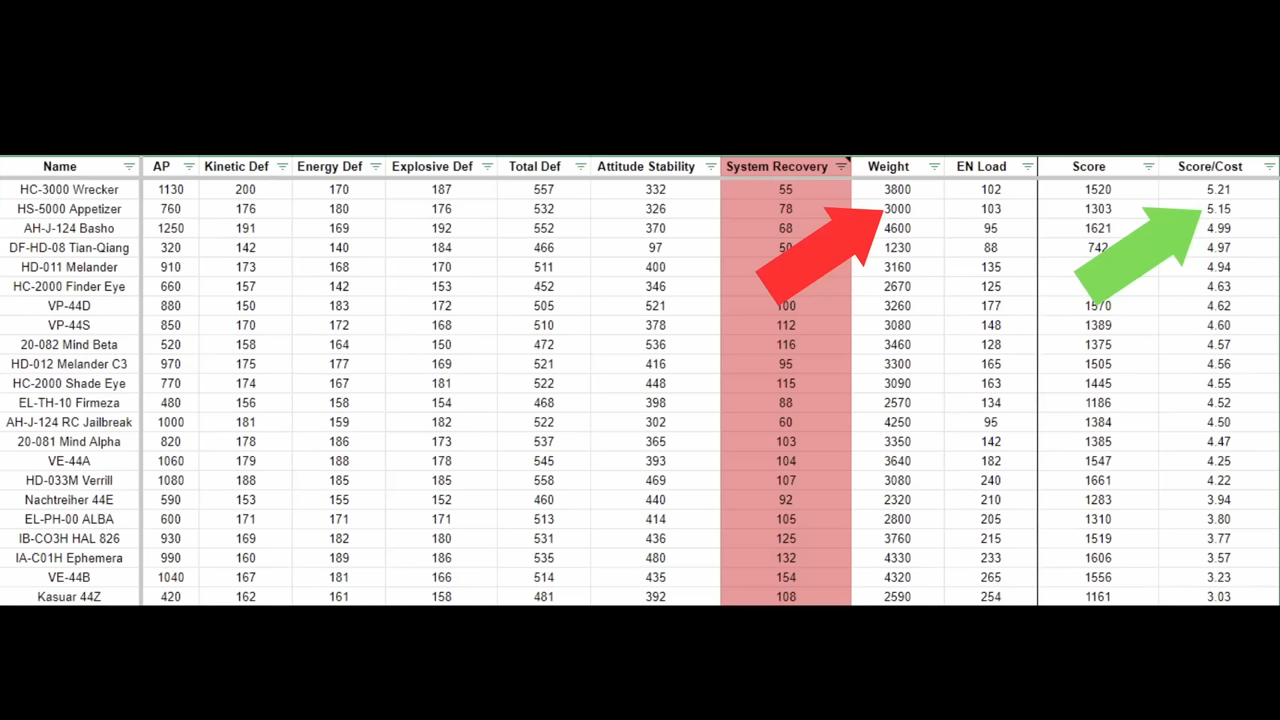 Name AP Kinetic Def Energy Def Explosive Def Total Def Attitude Stability System Recovery Weight EN Load Score Score/Cost
HC-3000 Wrecker 1130 200 170 187 557 332 55 3800 102 1520 5.21
HS-5000 Appetizer 760 176 180 176 532 326 78 3000 103 1303 5.15
AH-J-124 Basho 1250 191 169 192 552 370 68 4600 95 1621 4.99
DF-HD-08 Tian-Qiang 320 142 140 184 466 97 50 1230 88 742 4.97
HD-011 Melander 910 173 168 170 511 400 3160 135 4.94
HC-2000 Finder Eye 660 157 142 153 452 346 2670 125 4.63
VP-44D 880 150 183 172 505 521 100 3260 177 1570 4.62
VP-44S 850 170 172 168 510 378 112 3080 148 1389 4.60
20-082 Mind Beta 520 158 164 150 472 536 116 3460 128 1375 4.57
HD-012 Melander C3 970 175 177 169 521 416 95 3300 165 1505 4.56
HC-2000 Shade Eye 770 174 167 181 522 448 115 3090 163 1445 4.55
EL-TH-10 Firmeza 480 156 158 154 468 398 88 2570 134 1186 4.52
AH-J-124 RC Jailbreak 1000 181 159 182 522 302 60 4250 95 1384 4.50
20-081 Mind Alpha 820 178 186 173 537 365 103 3350 142 1385 4.47
VE-44A 1060 179 188 178 545 393 104 3640 182 1547 4.25
HD-033M Verrill 1080 188 185 185 558 469 107 3080 240 1661 4.22
Nachtreiher 44E 590 153 155 152 460 440 92 2320 210 1283 3.94
EL-PH-00 ALBA 600 171 171 171 513 414 105 2800 205 1310 3.80
IB-CO3H HAL 826 930 169 182 180 531 436 125 3760 215 1519 3.77
IA-C01H Ephemera 990 160 189 186 535 480 132 4330 233 1606 3.57
VE-44B 1040 167 181 166 514 435 154 4320 265 1556 3.23
Kasuar 44Z 420 162 161 158 481 392 108 2590 254 1161 3.03